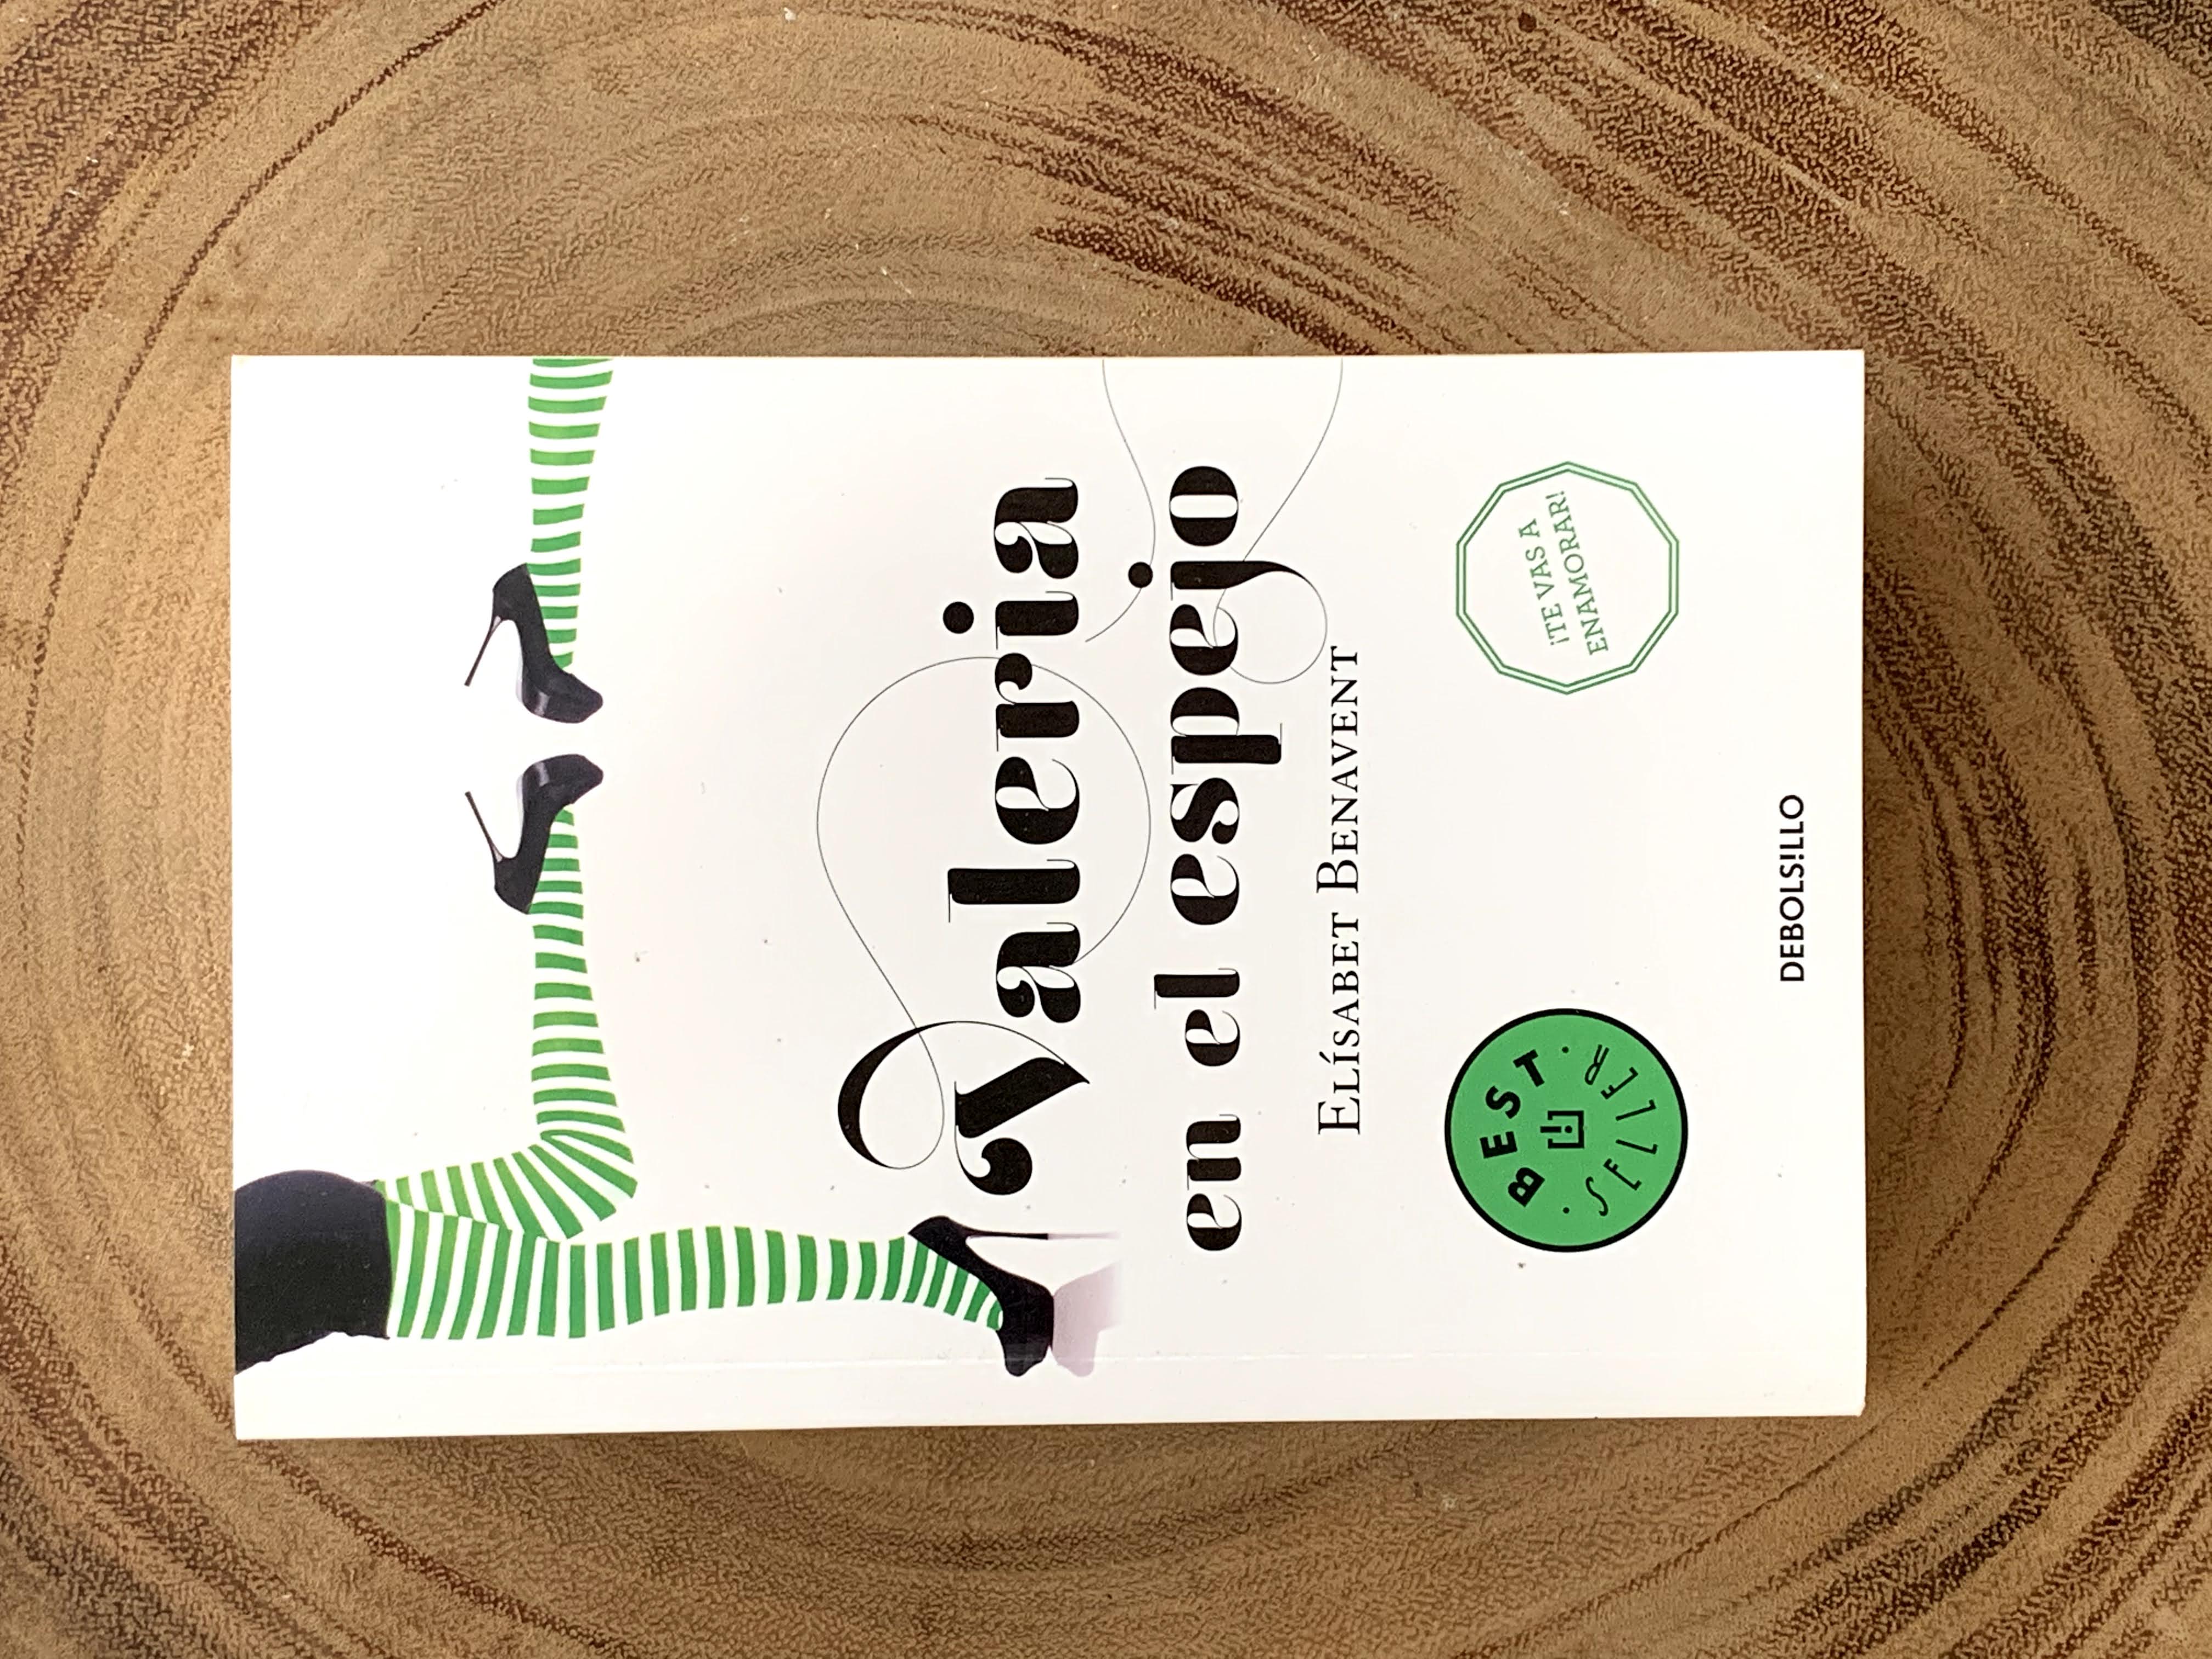 Valeria
en el espejo
ELÍSABET BENAVENT
BEST
SELLER
¡TE VAS A
ENAMORAR!
DEBOLS!LLO